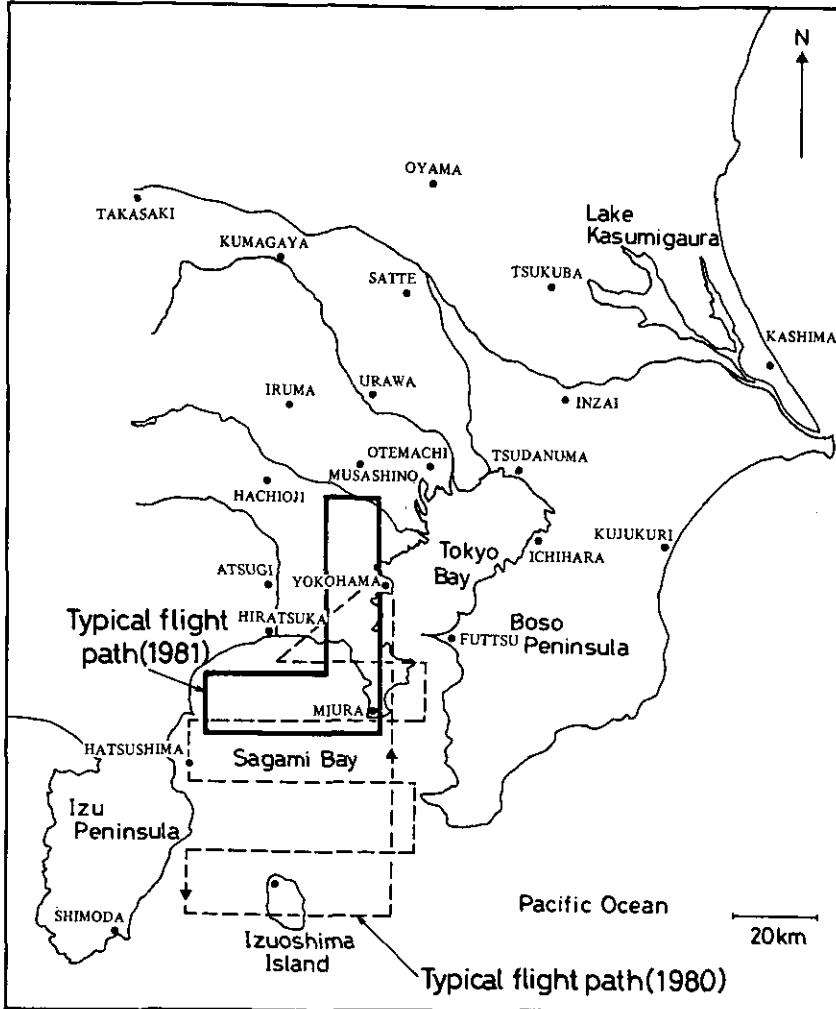 N
OYAMA
TAKASAKI
Lake
Kasumigaura
KUMAGAYA
SATTE
TSUKUBA
KASHIMA
URAWA
IRUMA
INZAI
OTEMACHI
MUSASHINO
TSUDANUMA
HACHIOJI
KUJUKURI
Tokyo
Bay
ICHIHARA
ATSUGI
YOKOHAMA
Typical flight
path(1981)
HIRATSUKA
Boso
Peninsula
FUTTSU
MIURA
HATSUSHIMA
Sagami Bay
Izu
Peninsula
SHIMODA
Izuoshima
Island
Pacific Ocean
20km
Typical flight path(1980)